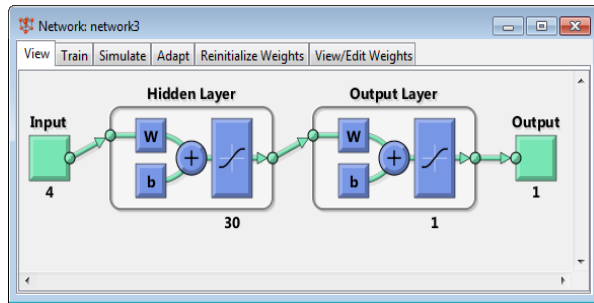 Network: network3
View Train Simulate Adapt Reinitialize Weights View/Edit Weights
Hidden Layer Output Layer
Input Output
W W
b b
4 1
30 1